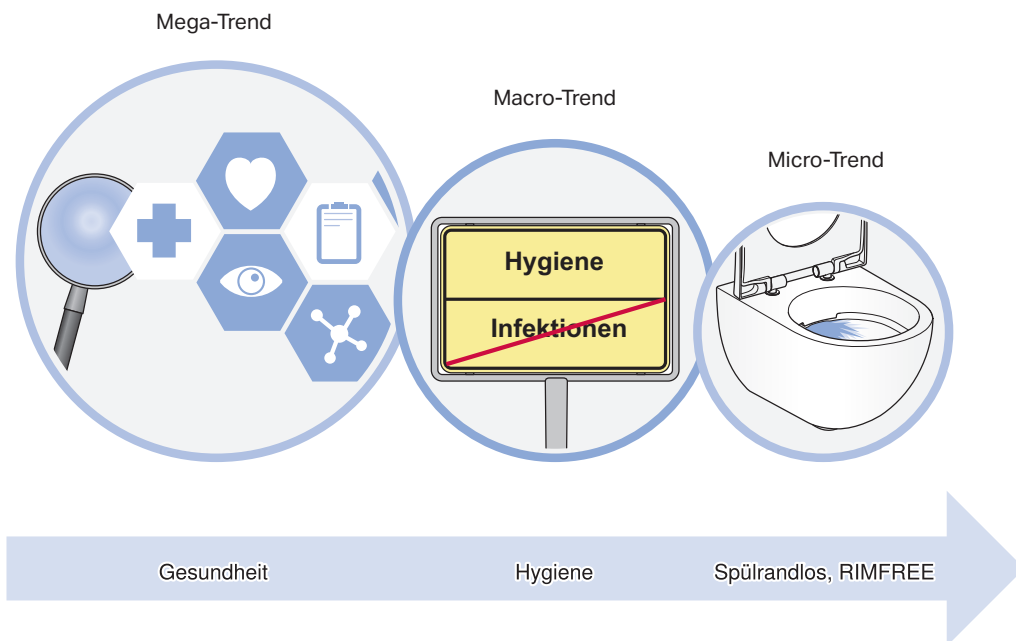 Mega-Trend
Macro-Trend
Micro-Trend
Hygiene
Infektionen
Gesundheit
Hygiene
Spülrandlos, RIMFREE